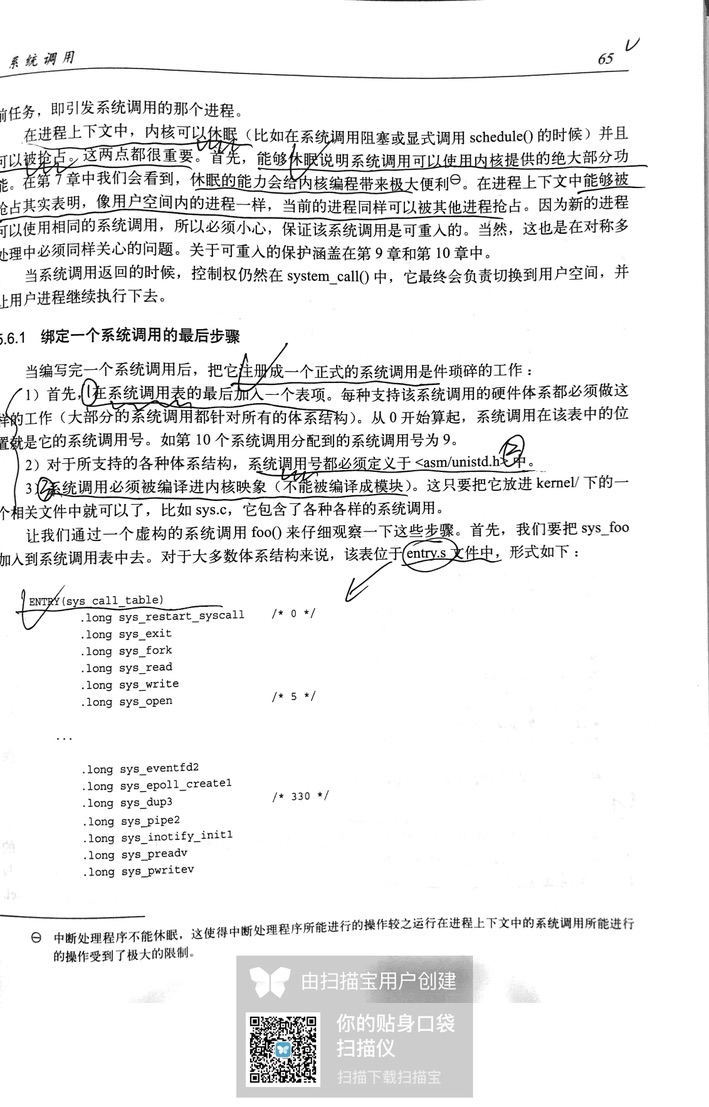 系统调用 65
前任务，即引发系统调用的那个进程。
在进程上下文中，内核可以休眠（比如在系统调用阻塞或显式调用 schedule() 的时候）并且
可以被抢占。这两点都很重要。首先，能够休眠说明系统调用可以使用内核提供的绝大部分功
能。在第 7 章中我们会看到，休眠的能力会给内核编程带来极大便利⊖。在进程上下文中能够被
抢占其实表明，像用户空间内的进程一样，当前的进程同样可以被其他进程抢占。因为新的进程
可以使用相同的系统调用，所以必须小心，保证该系统调用是可重入的。当然，这也是在对称多
处理中必须同样关心的问题。关于可重入的保护涵盖在第 9 章和第 10 章中。
当系统调用返回的时候，控制权仍然在 system_call() 中，它最终会负责切换到用户空间，并
让用户进程继续执行下去。
5.6.1 绑定一个系统调用的最后步骤
当编写完一个系统调用后，把它注册成一个正式的系统调用是件琐碎的工作：
1）首先，在系统调用表的最后加入一个表项。每种支持该系统调用的硬件体系都必须做这
样的工作（大部分的系统调用都针对所有的体系结构）。从 0 开始算起，系统调用在该表中的位
置就是它的系统调用号。如第 10 个系统调用分配到的系统调用号为 9。
2）对于所支持的各种体系结构，系统调用号都必须定义于 <asm/unistd.h> 中。
3）系统调用必须被编译进内核映象（不能被编译成模块）。这只要把它放进 kernel/ 下的一
个相关文件中就可以了，比如 sys.c，它包含了各种各样的系统调用。
让我们通过一个虚构的系统调用 foo() 来仔细观察一下这些步骤。首先，我们要把 sys_foo
加入到系统调用表中去。对于大多数体系结构来说，该表位于 entry.s 文件中，形式如下：
ENTRY(sys_call_table)
.long sys_restart_syscall /* 0 */
.long sys_exit
.long sys_fork
.long sys_read
.long sys_write
.long sys_open /* 5 */
...
.long sys_eventfd2
.long sys_epoll_create1
.long sys_dup3 /* 330 */
.long sys_pipe2
.long sys_inotify_init1
.long sys_preadv
.long sys_pwritev
⊖ 中断处理程序不能休眠，这使得中断处理程序所能进行的操作较之运行在进程上下文中的系统调用所能进行
的操作受到了极大的限制。
由扫描宝用户创建
你的贴身口袋
扫描仪
扫描下载扫描宝